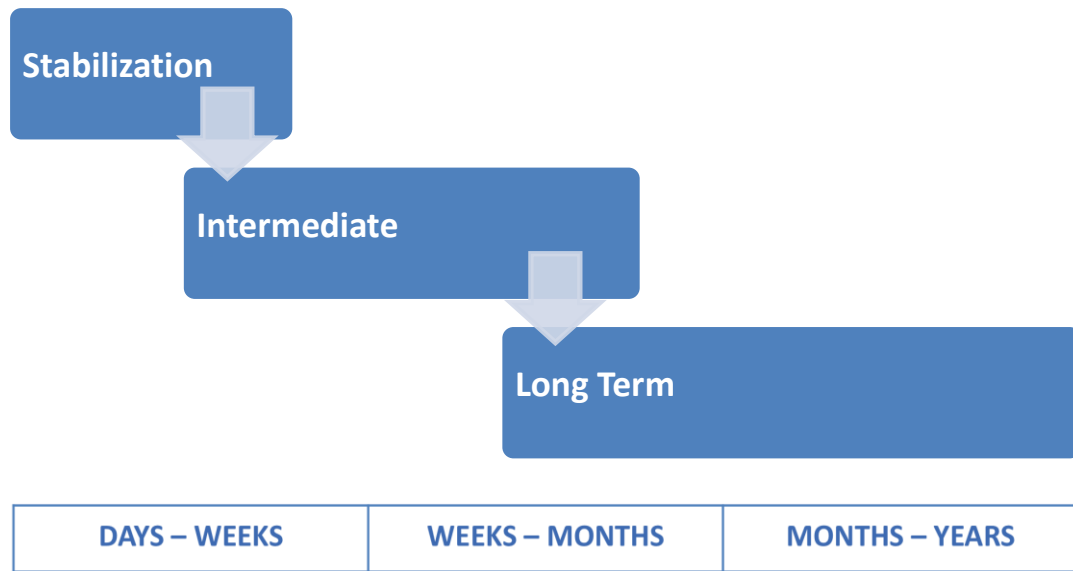 Stabilization
Intermediate
Long Term
DAYS – WEEKS
WEEKS – MONTHS
MONTHS – YEARS